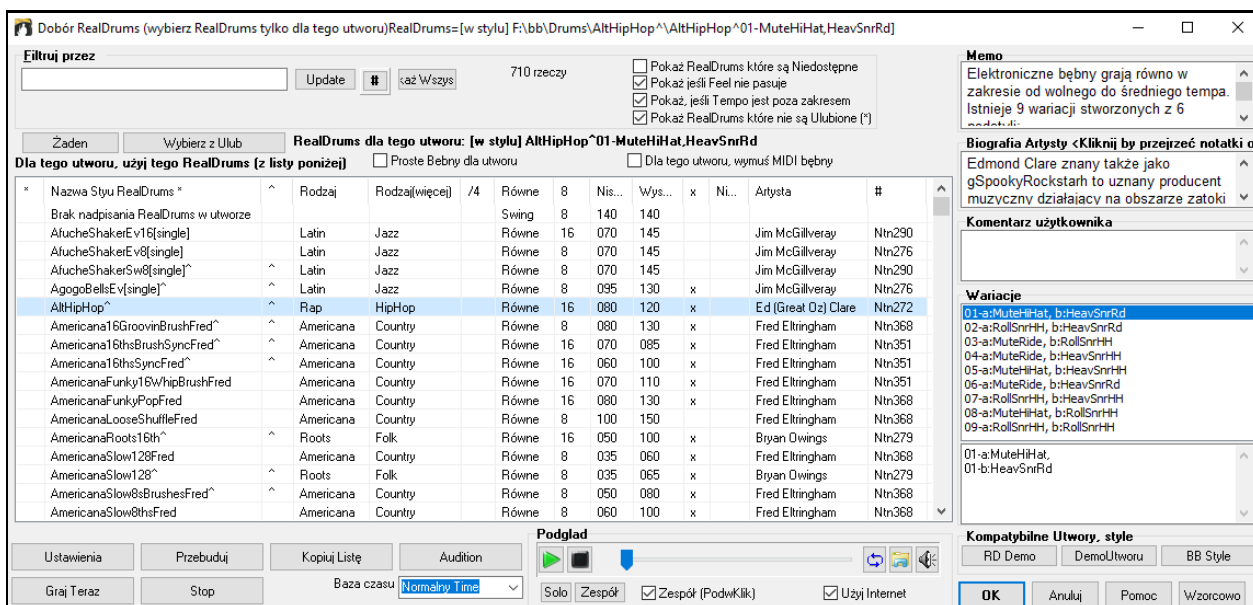 Dobór RealDrums (wybierz RealDrums tylko dla tego utworu)RealDrums=[w stylu] F:\bb\Drums\AltHipHop^\AltHipHop^01-MuteHiHat,HeavSnrRd]
Filtruj przez
Update # <aż Wszys 710 rzeczy
Pokaż RealDrums które są Niedostępne
Pokaż jeśli Feel nie pasuje
Pokaż, jeśli Tempo jest poza zakresem
Pokaż RealDrums które nie są Ulubione (*)
Żaden Wybierz z Ulub RealDrums dla tego utworu: [w stylu] AltHipHop^01-MuteHiHat,HeavSnrRd
Dla tego utworu, użyj tego RealDrums (z listy poniżej) Proste Bebny dla utworu Dla tego utworu, wymuś MIDI bębny
* Nazwa Styu RealDrums * ^ Rodzaj Rodzaj(więcej) /4 Równe 8 Nis... Wys... x Ni... Artysta #
Brak nadpisania RealDrums w utworze Swing 8 140 140
AfucheShakerEv16[single] Latin Jazz Równe 16 070 145 Jim McGillveray Ntn290
AfucheShakerEv8[single] Latin Jazz Równe 8 070 145 Jim McGillveray Ntn276
AfucheShakerSw8[single]^ ^ Latin Jazz Równe 8 070 145 Jim McGillveray Ntn290
AgogoBellsEv[single]^ ^ Latin Jazz Równe 8 095 130 x Jim McGillveray Ntn276
AltHipHop^ ^ Rap HipHop Równe 16 080 120 x Ed (Great Oz) Clare Ntn272
Americana16GroovinBrushFred^ ^ Americana Country Równe 8 080 130 x Fred Eltringham Ntn368
Americana16thsBrushSyncFred^ ^ Americana Country Równe 16 070 085 x Fred Eltringham Ntn351
Americana16thsSyncFred^ ^ Americana Country Równe 16 060 100 x Fred Eltringham Ntn351
AmericanaFunky16WhipBrushFred Americana Country Równe 16 070 110 x Fred Eltringham Ntn351
AmericanaFunkyPopFred Americana Country Równe 16 080 130 x Fred Eltringham Ntn368
AmericanaLooseShuffleFred Americana Country Równe 8 100 150 Fred Eltringham Ntn368
AmericanaRoots16th^ ^ Roots Folk Równe 16 050 100 x Bryan Owings Ntn279
AmericanaSlow128Fred Americana Country Równe 8 035 060 x Fred Eltringham Ntn368
AmericanaSlow128^ ^ Roots Folk Równe 8 035 065 x Bryan Owings Ntn279
AmericanaSlow8sBrushesFred^ ^ Americana Country Równe 8 050 080 x Fred Eltringham Ntn368
AmericanaSlow8thsFred Americana Country Równe 8 060 100 x Fred Eltringham Ntn368
Ustawienia Przebuduj Kopiuj Listę Audition
Graj Teraz Stop Baza czasu Normalny Time
Podgląd
Solo Zespół Zespół (PodwKlik) Użyj Internet
Memo
Elektroniczne bębny grają równo w
zakresie od wolnego do średniego tempa.
Istnieje 9 wariacji stworzonych z 6
podstyli:
Biografia Artysty <Kliknij by przejrzeć notatki o
Edmond Clare znany także jako
gSpookyRockstarh to uznany producent
muzyczny działający na obszarze zatoki
Komentarz użytkownika
Wariacje
01-a:MuteHiHat, b:HeavSnrRd
02-a:RollSnrHH, b:HeavSnrRd
03-a:MuteRide, b:RollSnrHH
04-a:MuteRide, b:HeavSnrHH
05-a:MuteHiHat, b:HeavSnrHH
06-a:MuteRide, b:HeavSnrRd
07-a:RollSnrHH, b:HeavSnrHH
08-a:MuteHiHat, b:RollSnrHH
09-a:RollSnrHH, b:RollSnrHH
01-a:MuteHiHat,
01-b:HeavSnrRd
Kompatybilne Utwory, style
RD Demo DemoUtworu BB Style
OK Anuluj Pomoc Wzorcowo